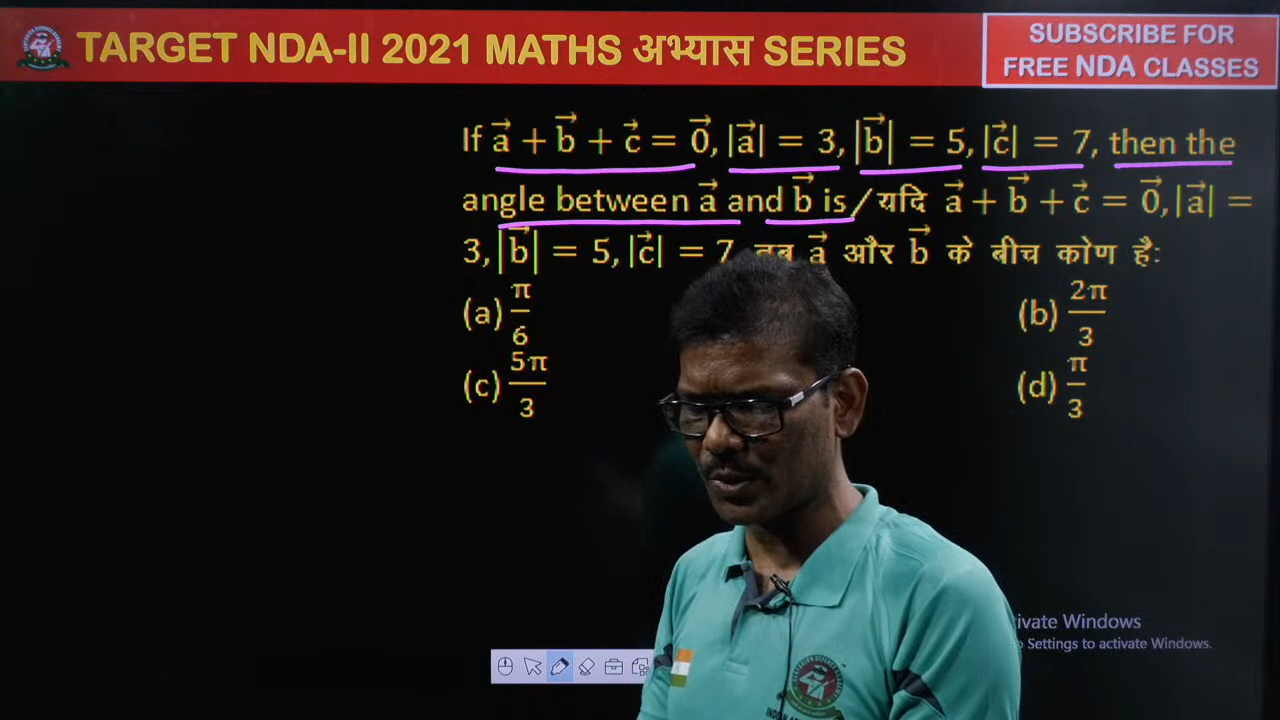 TARGET NDA-II 2021 MATHS अभ्यास SERIES
SUBSCRIBE FOR
FREE NDA CLASSES
If a⃗ + b⃗ + c⃗ = 0⃗, |a⃗| = 3, |b⃗| = 5, |c⃗| = 7, then the
angle between a⃗ and b⃗ is/यदि a⃗ + b⃗ + c⃗ = 0⃗, |a⃗| =
3, |b⃗| = 5, |c⃗| = 7 a⃗ और b⃗ के बीच कोण है:
(a) π/6
(b) 2π/3
(c) 5π/3
(d) π/3
Windows
Settings to activate Windows.